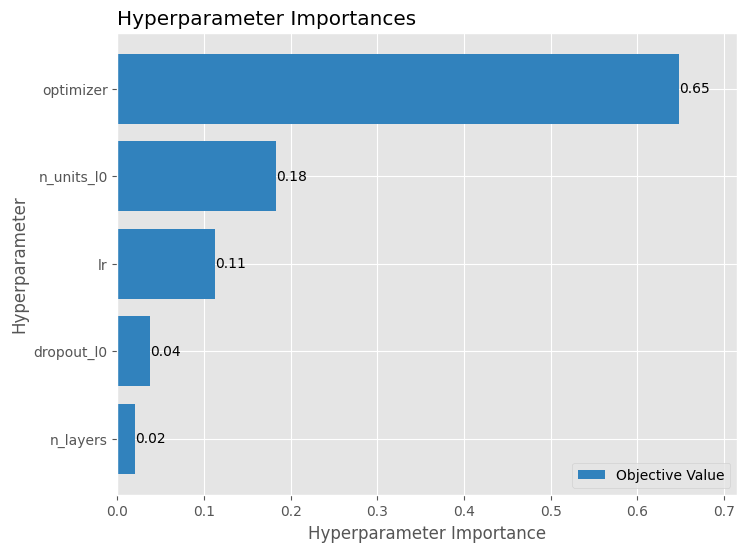 Hyperparameter Importances
Hyperparameter
optimizer
0.65
n_units_l0
0.18
lr
0.11
dropout_l0
0.04
n_layers
0.02
Objective Value
0.0 0.1 0.2 0.3 0.4 0.5 0.6 0.7
Hyperparameter Importance